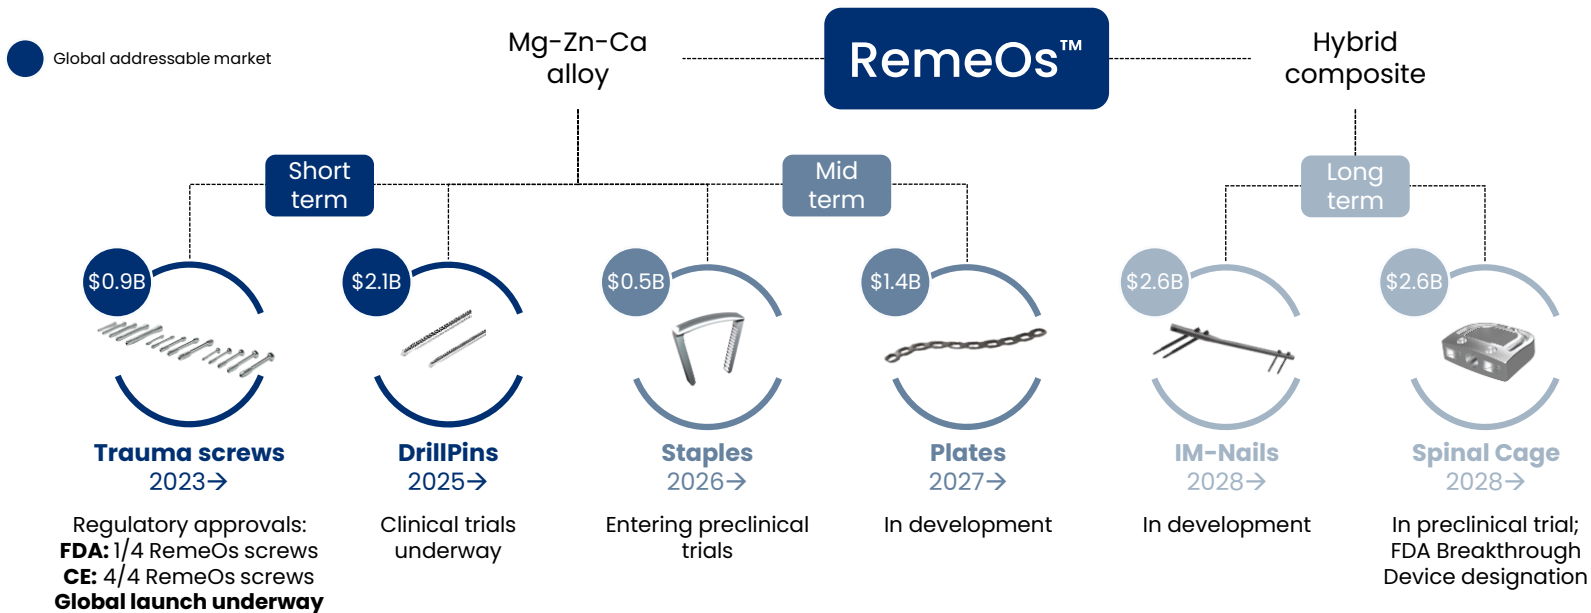 Global addressable market
Mg-Zn-Ca
alloy
RemeOs™
Hybrid
composite
Short
term
Mid
term
Long
term
$0.9B
$2.1B
$0.5B
$1.4B
$2.6B
$2.6B
Trauma screws
2023→
Regulatory approvals:
FDA: 1/4 RemeOs screws
CE: 4/4 RemeOs screws
Global launch underway
DrillPins
2025→
Clinical trials
underway
Staples
2026→
Entering preclinical
trials
Plates
2027→
In development
IM-Nails
2028→
In development
Spinal Cage
2028→
In preclinical trial;
FDA Breakthrough
Device designation